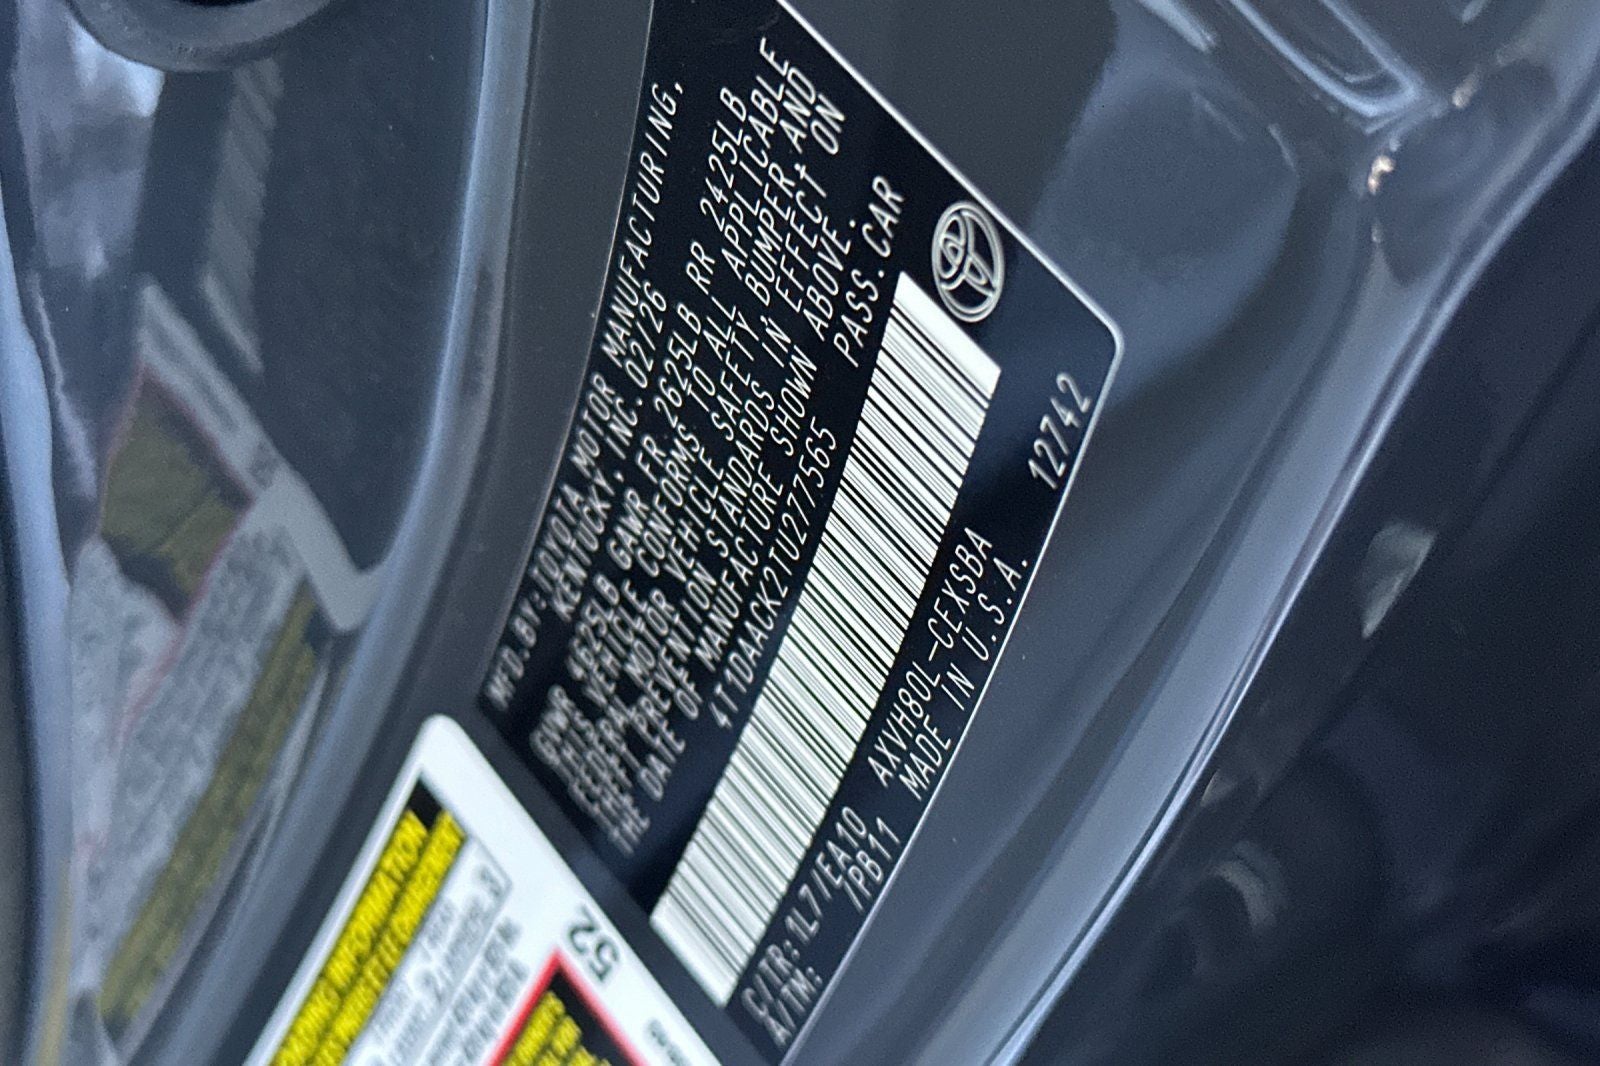 MFD.BY:TOYOTA MOTOR MANUFACTURING,
KENTUCKY, INC. 02/26
GVWR 4625LB GAWR FR 2625LB RR 2425LB
THIS VEHICLE CONFORMS TO ALL APPLICABLE
FEDERAL MOTOR VEHICLE SAFETY, BUMPER, AND
THEFT PREVENTION STANDARDS IN EFFECT ON
THE DATE OF MANUFACTURE SHOWN ABOVE.
4T1DAACK2TU277565 PASS.CAR
C/TR:1L7/EA10 AXVH80L-CEXSBA 12742
A/TM: /PB11 MADE IN U.S.A.
INFORMATION
52